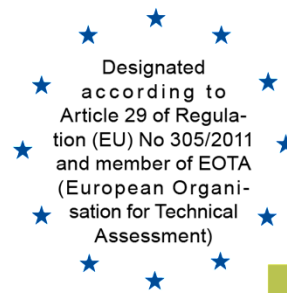 Designated
according to
Article 29 of Regula-
tion (EU) No 305/2011
and member of EOTA
(European Organi-
sation for Technical
Assessment)